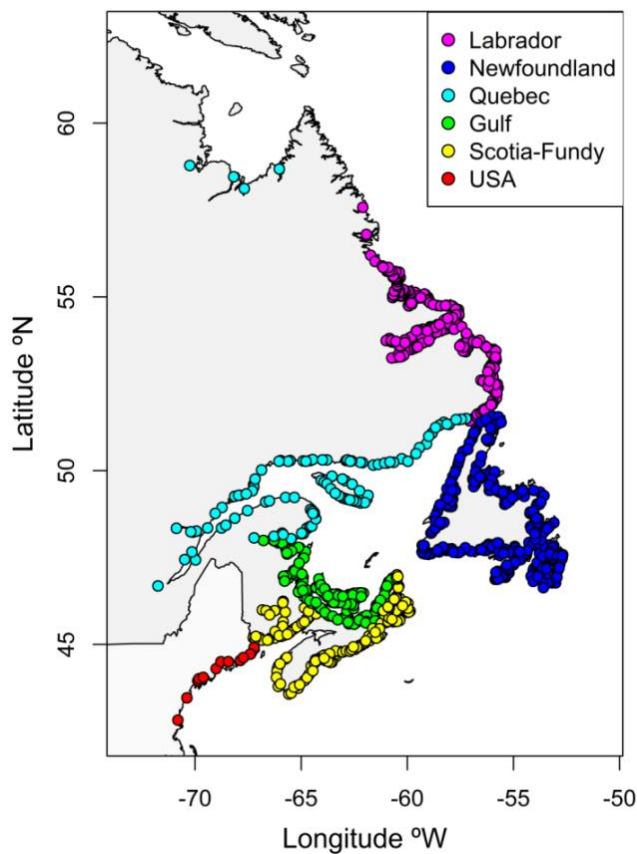 Labrador
Newfoundland
Quebec
Gulf
Scotia-Fundy
USA
60
55
50
45
Latitude ºN
-70 -65 -60 -55 -50
Longitude ºW